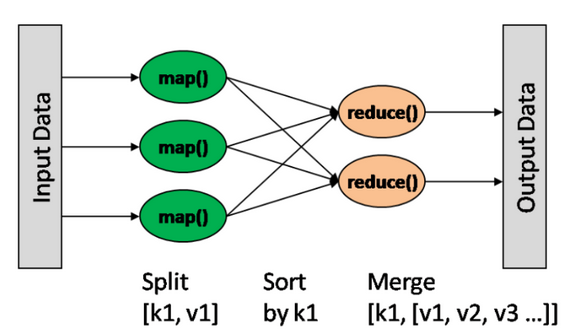 Input Data
map()
map()
map()
reduce()
reduce()
Output Data
Split
[k1, v1]
Sort
by k1
Merge
[k1, [v1, v2, v3 ...]]